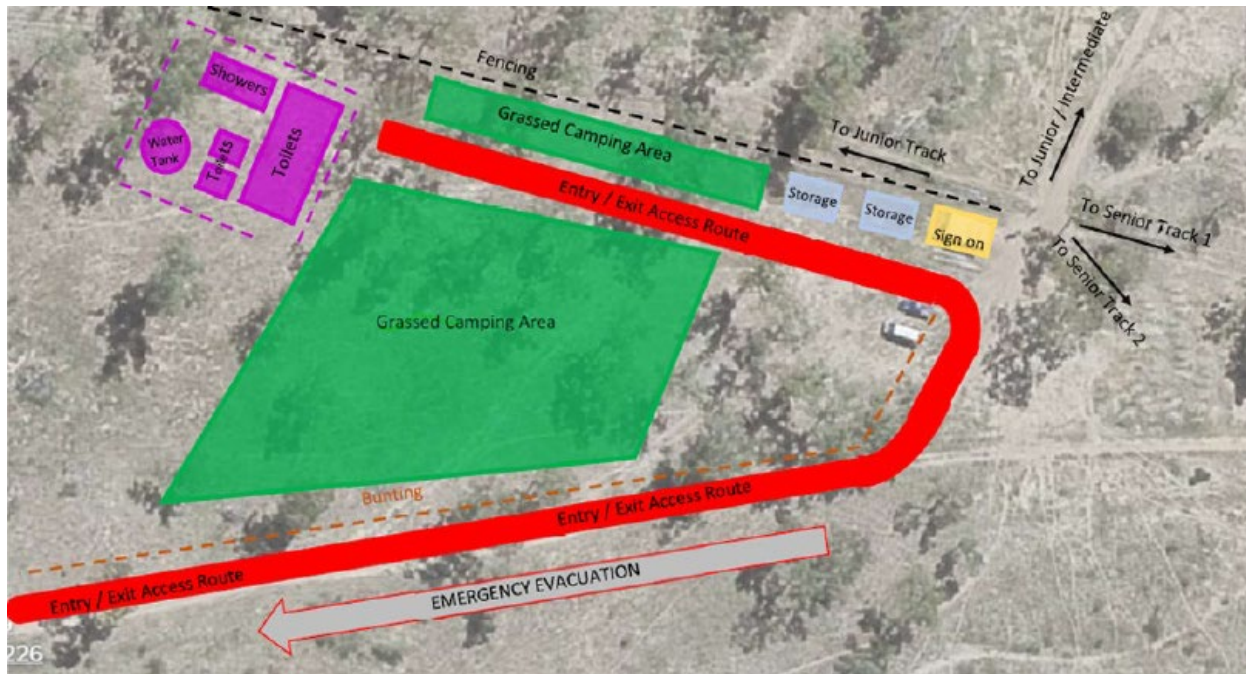 Fencing
Showers
Grassed Camping Area
To Junior Track
To Junior / Intermediate
Water
Tank
Toilets
Toilets
Storage
Storage
Sign on
To Senior Track 1
To Senior Track 2
Entry / Exit Access Route
Grassed Camping Area
Bunting
Entry / Exit Access Route
Entry / Exit Access Route
EMERGENCY EVACUATION
226